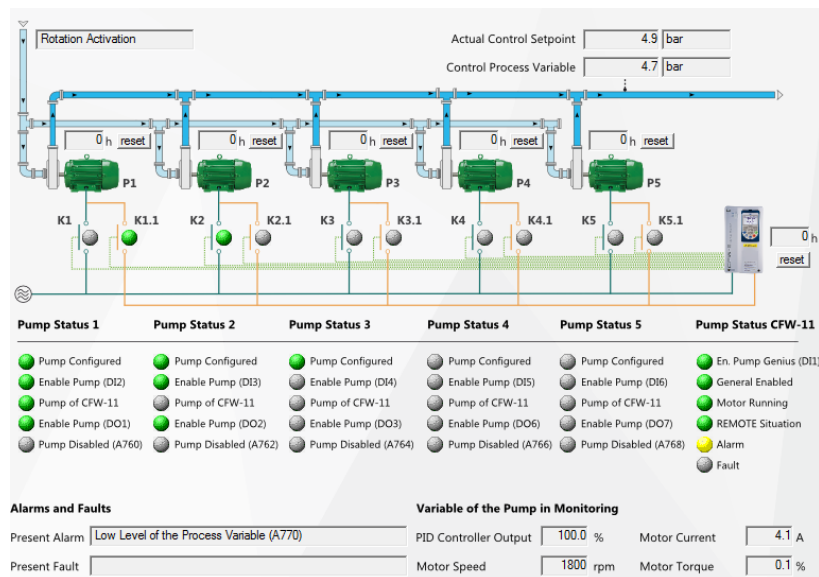 Rotation Activation
Actual Control Setpoint 4.9 bar
Control Process Variable 4.7 bar
0 h reset 0 h reset 0 h reset 0 h reset 0 h reset
P1 P2 P3 P4 P5
K1 K1.1 K2 K2.1 K3 K3.1 K4 K4.1 K5 K5.1
0 h
reset
Pump Status 1 Pump Status 2 Pump Status 3 Pump Status 4 Pump Status 5 Pump Status CFW-11
Pump Configured Pump Configured Pump Configured Pump Configured Pump Configured En. Pump Genius (DI1)
Enable Pump (DI2) Enable Pump (DI3) Enable Pump (DI4) Enable Pump (DI5) Enable Pump (DI6) General Enabled
Pump of CFW-11 Pump of CFW-11 Pump of CFW-11 Pump of CFW-11 Pump of CFW-11 Motor Running
Enable Pump (DO1) Enable Pump (DO2) Enable Pump (DO3) Enable Pump (DO6) Enable Pump (DO7) REMOTE Situation
Pump Disabled (A760) Pump Disabled (A762) Pump Disabled (A764) Pump Disabled (A766) Pump Disabled (A768) Alarm
Fault
Alarms and Faults Variable of the Pump in Monitoring
Present Alarm Low Level of the Process Variable (A770) PID Controller Output 100.0 % Motor Current 4.1 A
Present Fault Motor Speed 1800 rpm Motor Torque 0.1 %